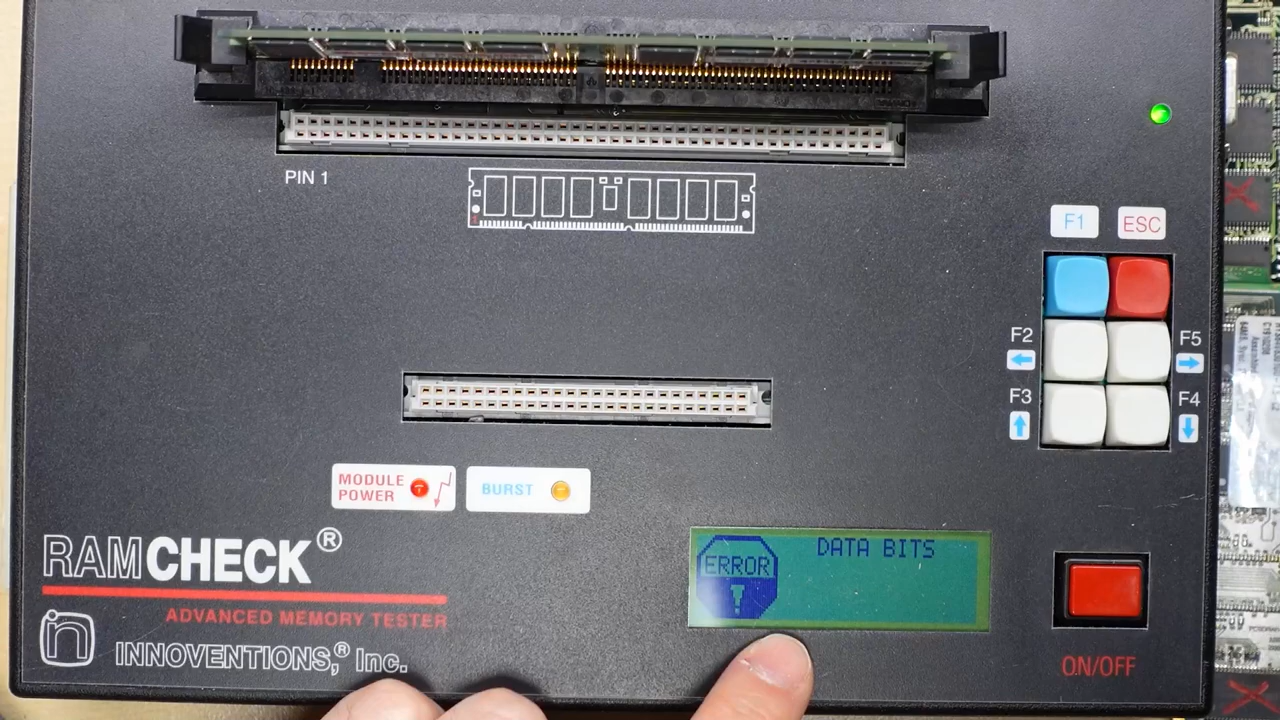 PIN 1
F1
ESC
F2
F5
F3
F4
MODULE
POWER
BURST
RAMCHECK®
ADVANCED MEMORY TESTER
INNOVENTIONS,® Inc.
ERROR
!
DATA BITS
ON/OFF